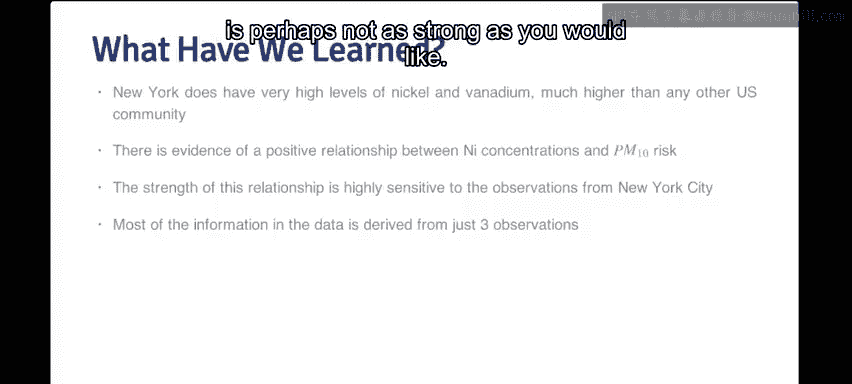 is perhaps not as strong as you would
like.
What Have We Learned?
· New York does have very high levels of nickel and vanadium, much higher than any other US
community
· There is evidence of a positive relationship between Ni concentrations and PM10 risk
· The strength of this relationship is highly sensitive to the observations from New York City
· Most of the information in the data is derived from just 3 observations